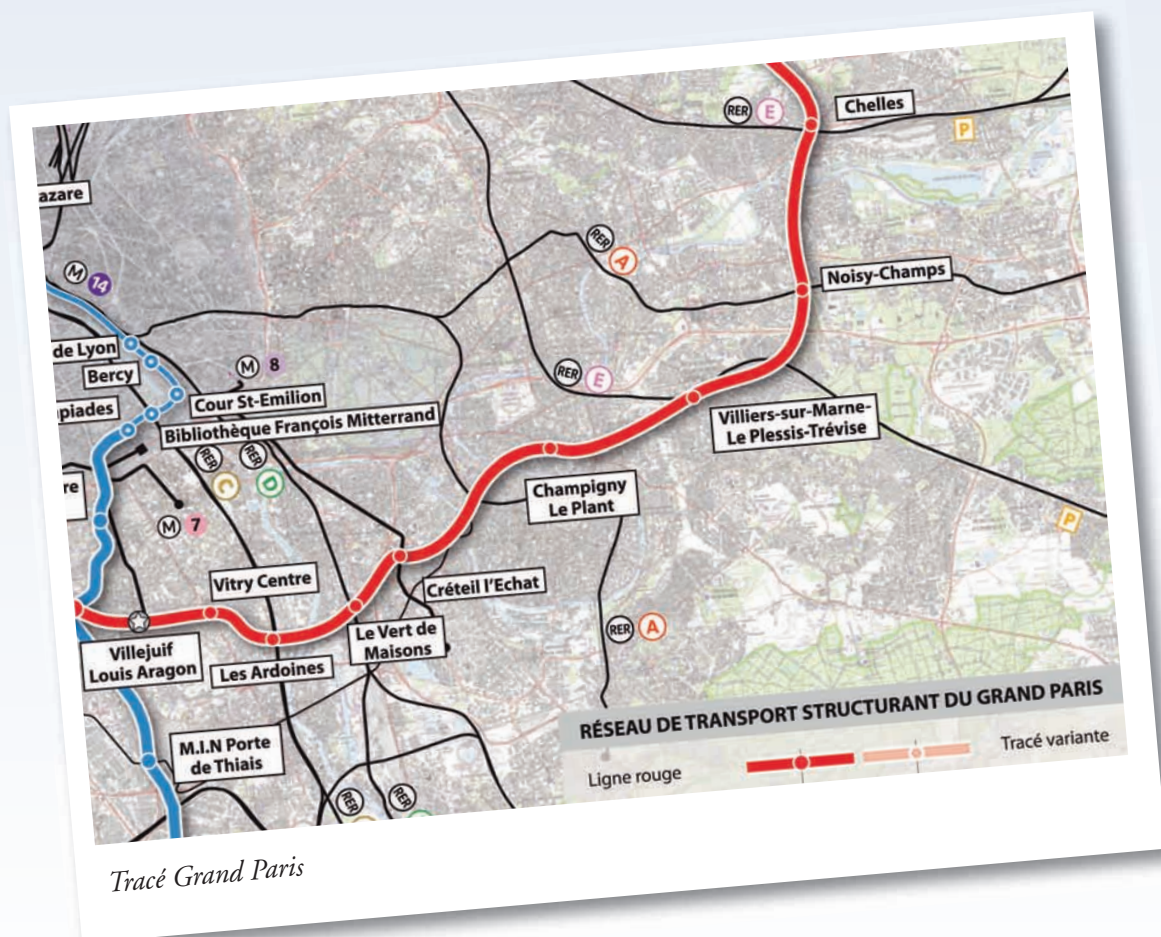 RER E
Chelles
P
azare
RER A
M 14
Noisy-Champs
de Lyon
Bercy
M 8
RER E
piades
Cour St-Emilion
Bibliothèque François Mitterrand
Villiers-sur-Marne-
Le Plessis-Trévise
RER C
RER D
re
Champigny
Le Plant
M 7
P
Vitry Centre
Créteil l'Echat
RER A
Villejuif
Louis Aragon
Les Ardoines
Le Vert de
Maisons
M.I.N Porte
de Thiais
RER
RER
RÉSEAU DE TRANSPORT STRUCTURANT DU GRAND PARIS
Ligne rouge
Tracé variante
Tracé Grand Paris